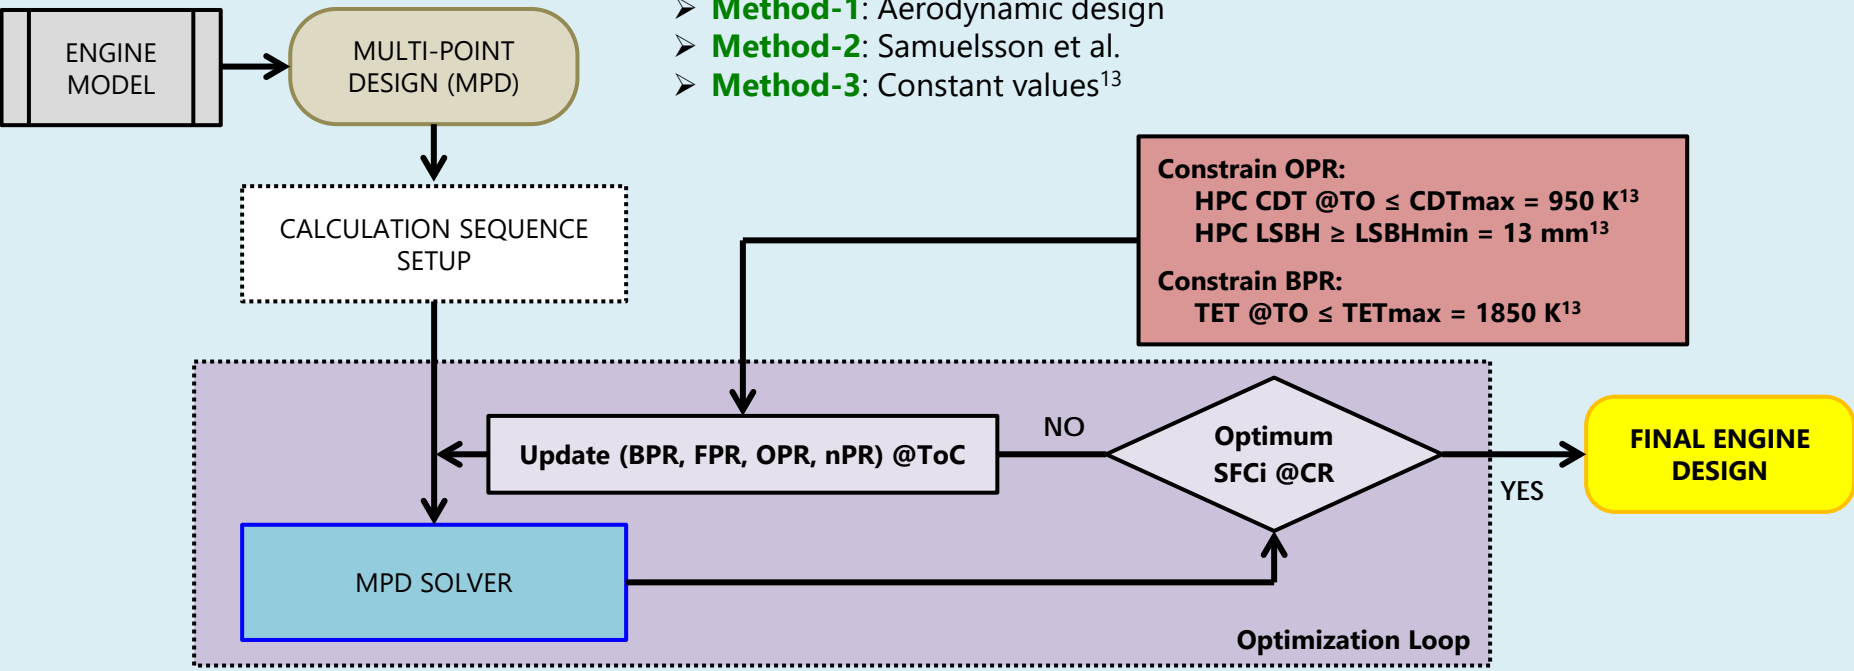 ➢ Method-1: Aerodynamic design
➢ Method-2: Samuelsson et al.
➢ Method-3: Constant values¹³
ENGINE
MODEL
MULTI-POINT
DESIGN (MPD)
CALCULATION SEQUENCE
SETUP
Constrain OPR:
HPC CDT @TO ≤ CDTmax = 950 K¹³
HPC LSBH ≥ LSBHmin = 13 mm¹³
Constrain BPR:
TET @TO ≤ TETmax = 1850 K¹³
Update (BPR, FPR, OPR, nPR) @ToC
NO
Optimum
SFCi @CR
YES
FINAL ENGINE
DESIGN
MPD SOLVER
Optimization Loop